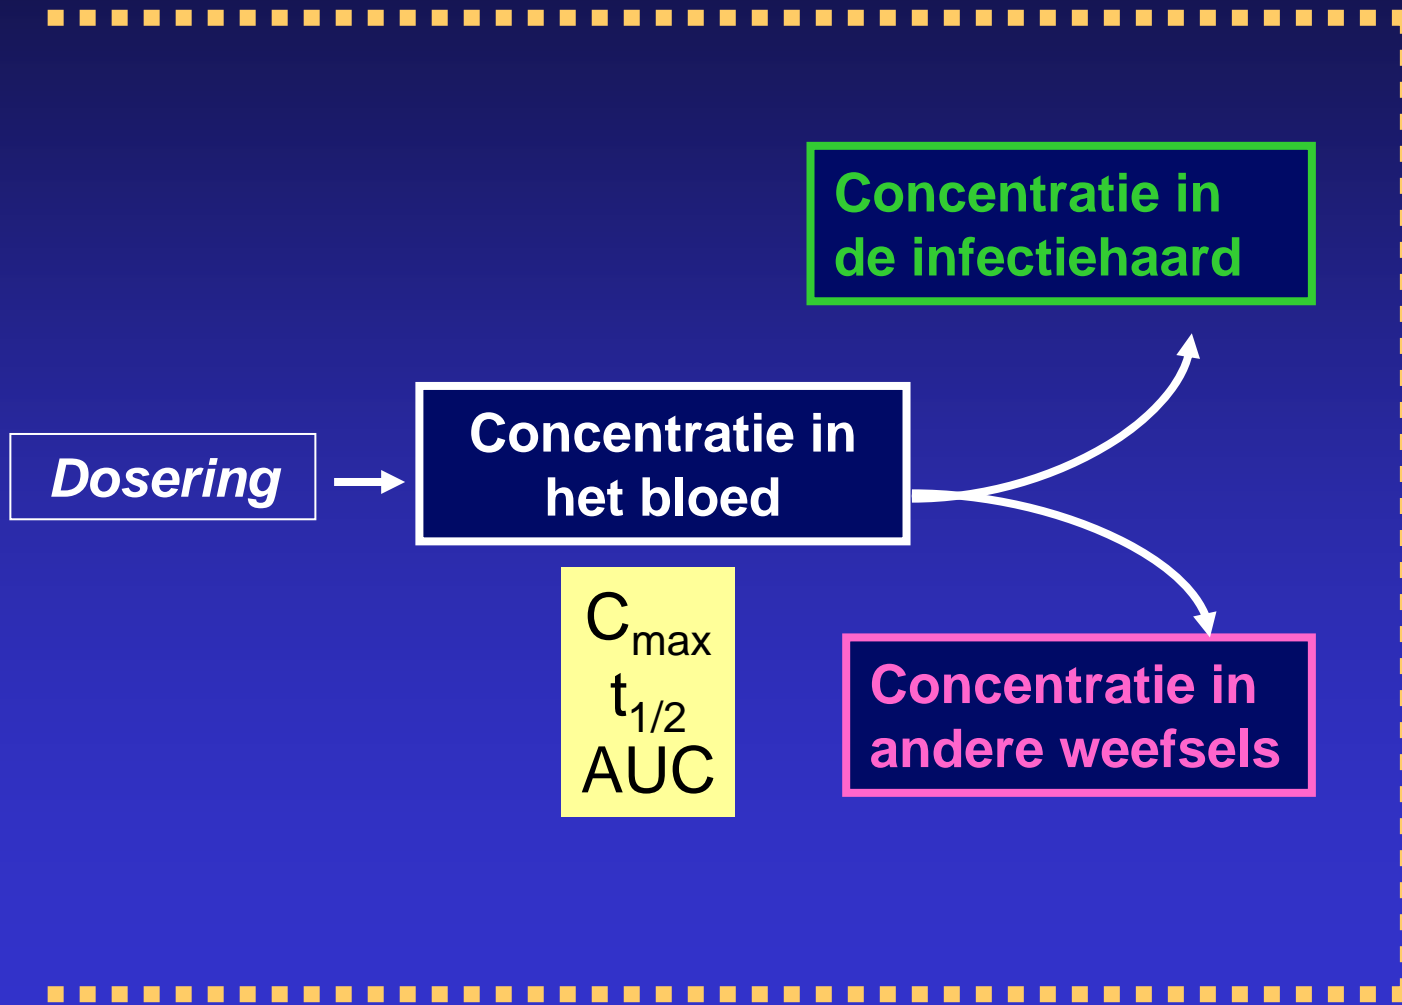 Concentratie in
de infectiehaard
Dosering
Concentratie in
het bloed
Cmax
t1/2
AUC
Concentratie in
andere weefsels